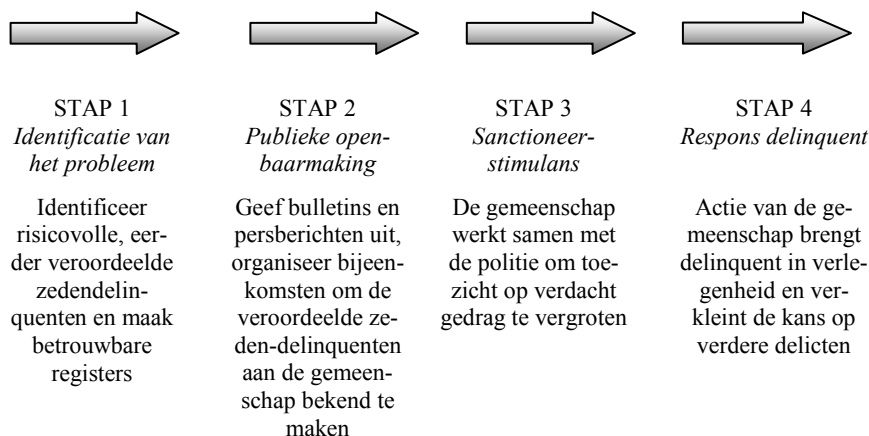 STAP 1
Identificatie van
het probleem
Identificeer
risicovolle, eer-
der veroordeelde
zedendelin-
quenten en maak
betrouwbare
registers
STAP 2
Publieke open-
baarmaking
Geef bulletins en
persberichten uit,
organiseer bijeen-
komsten om de
veroordeelde ze-
den-delinquenten
aan de gemeen-
schap bekend te
maken
STAP 3
Sanctioneer-
stimulans
De gemeenschap
werkt samen met
de politie om toe-
zicht op verdacht
gedrag te vergroten
STAP 4
Respons delinquent
Actie van de ge-
meenschap brengt
delinquent in verle-
genheid en ver-
kleint de kans op
verdere delicten